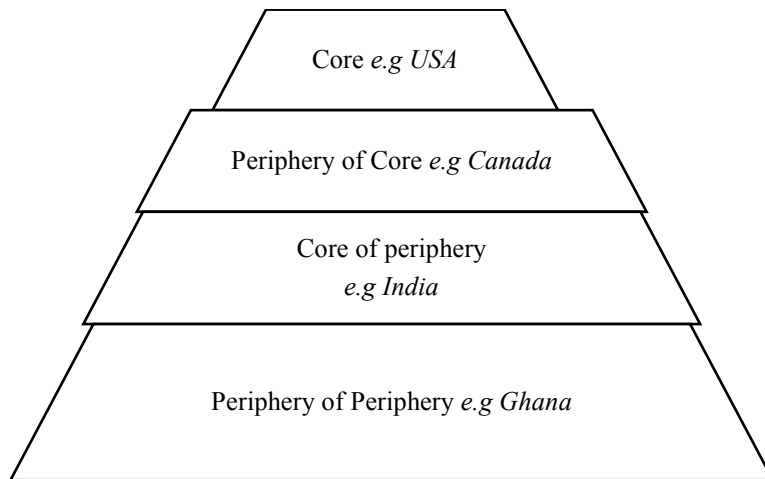 Core e.g USA
Periphery of Core e.g Canada
Core of periphery
e.g India
Periphery of Periphery e.g Ghana